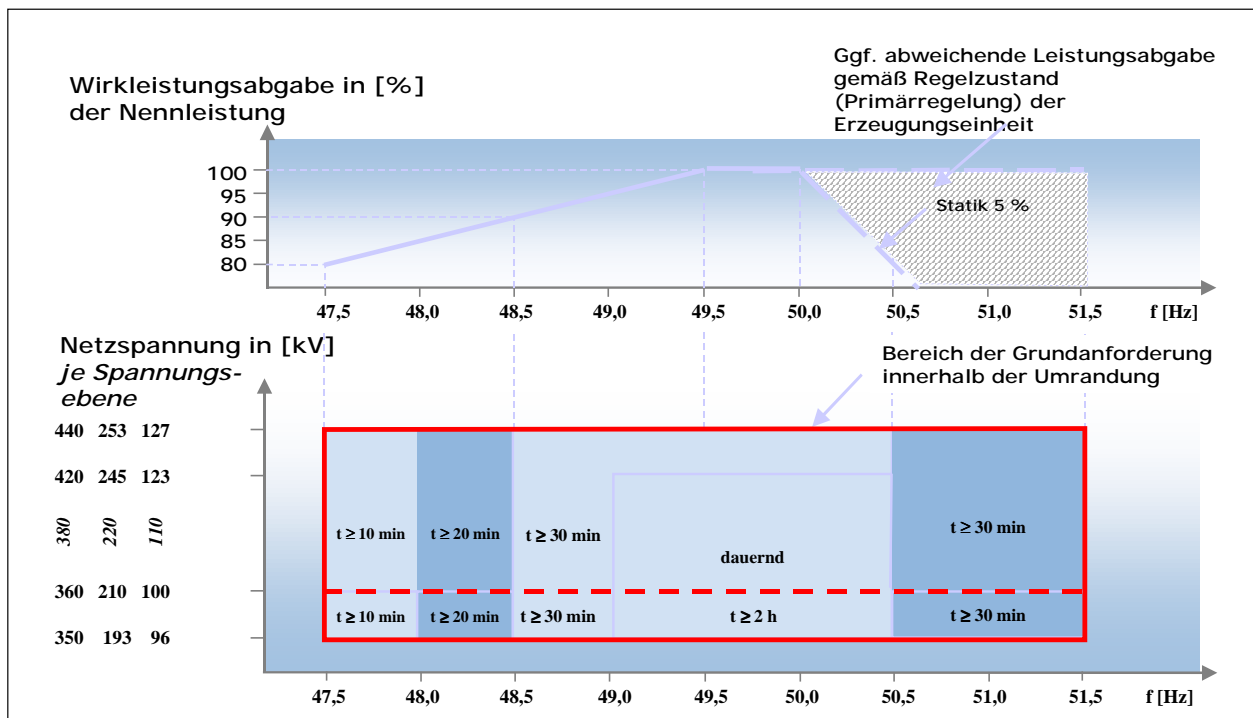 Ggf. abweichende Leistungsabgabe
gemäß Regelzustand
(Primärregelung) der
Erzeugungseinheit
Wirkleistungsabgabe in [%]
der Nennleistung
100
95
90
85
80
Statik 5 %
47,5 48,0 48,5 49,0 49,5 50,0 50,5 51,0 51,5 f [Hz]
Netzspannung in [kV]
je Spannungs-
ebene
Bereich der Grundanforderung
innerhalb der Umrandung
440 253 127
420 245 123
380 220 110
360 210 100
350 193 96
t ≥ 10 min t ≥ 20 min t ≥ 30 min dauernd t ≥ 30 min
t ≥ 10 min t ≥ 20 min t ≥ 30 min t ≥ 2 h t ≥ 30 min
47,5 48,0 48,5 49,0 49,5 50,0 50,5 51,0 51,5 f [Hz]